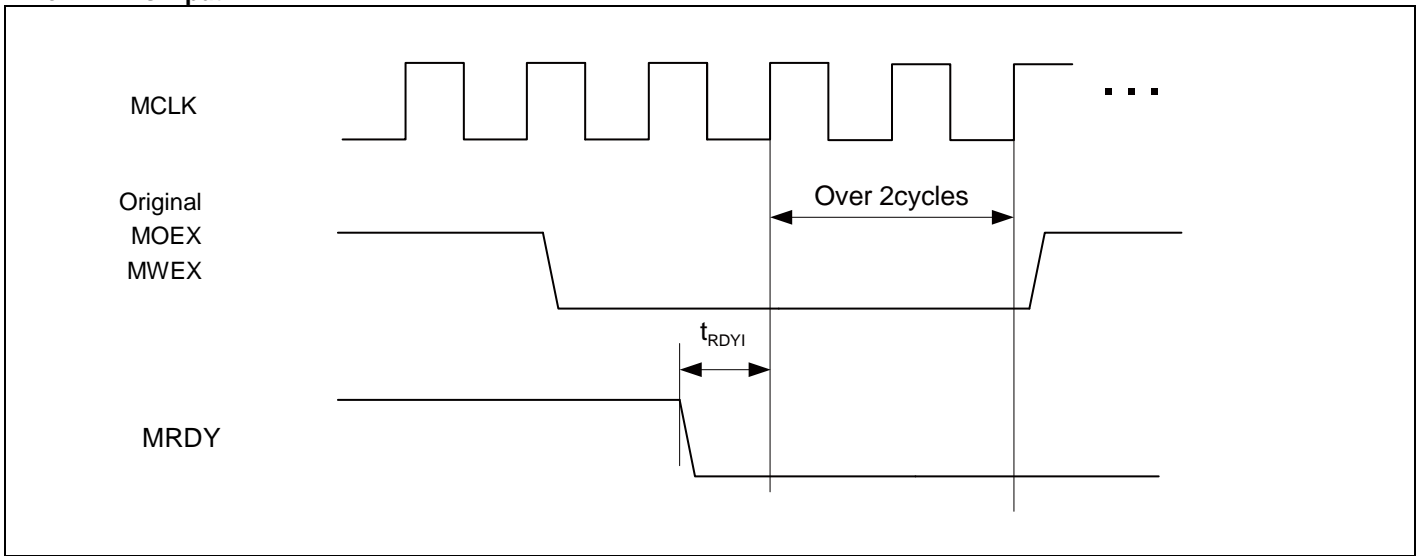 MCLK
. . .
Over 2cycles
Original
MOEX
MWEX
tRDYI
MRDY